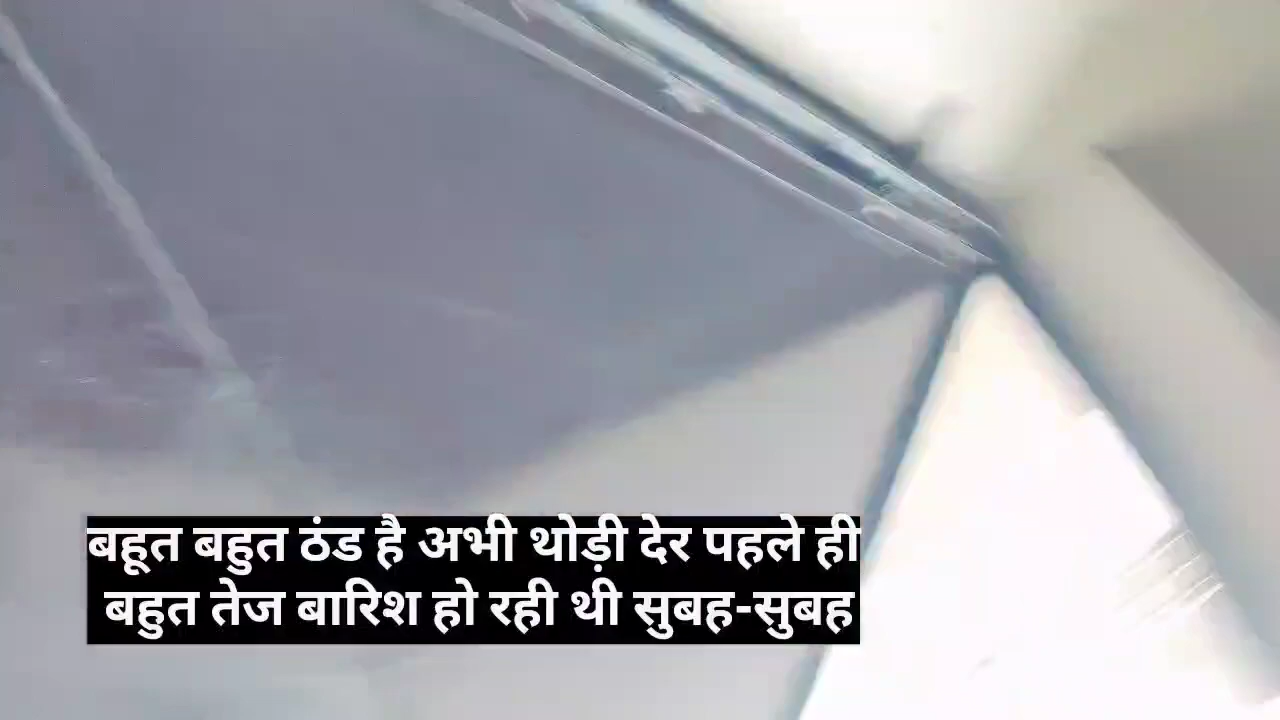 बहूत बहुत ठंड है अभी थोड़ी देर पहले ही
बहुत तेज बारिश हो रही थी सुबह-सुबह